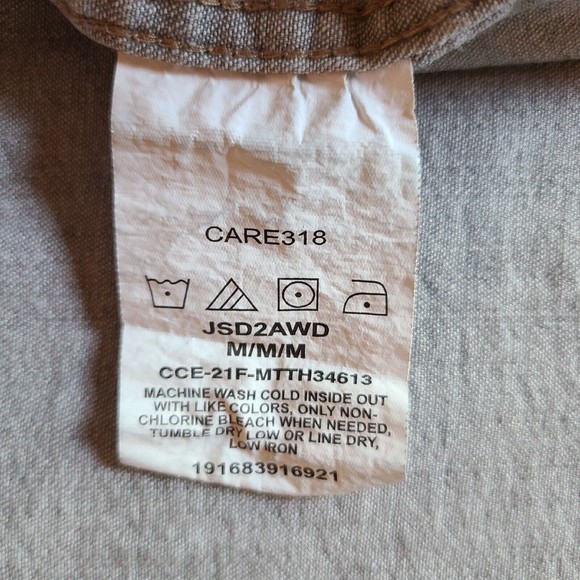 CARE318
JSD2AWD
M/M/M
CCE-21F-MTTH34613
MACHINE WASH COLD INSIDE OUT
WITH LIKE COLORS, ONLY NON-
CHLORINE BLEACH WHEN NEEDED,
TUMBLE DRY LOW OR LINE DRY,
LOW IRON
191683916921